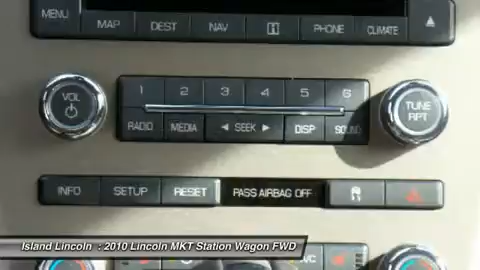 MENU MAP DEST NAV i PHONE CLIMATE
1 2 3 4 5 6
VOL
TUNE
RPT
RADIO MEDIA SEEK DISP SOUND
INFO SETUP RESET PASS AIRBAG OFF
Island Lincoln : 2010 Lincoln MKT Station Wagon FWD